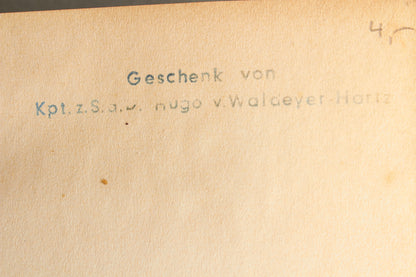 4,-
Geschenk von
Kpt. z. S. a. D. Hugo v. Waldeyer-Hartz